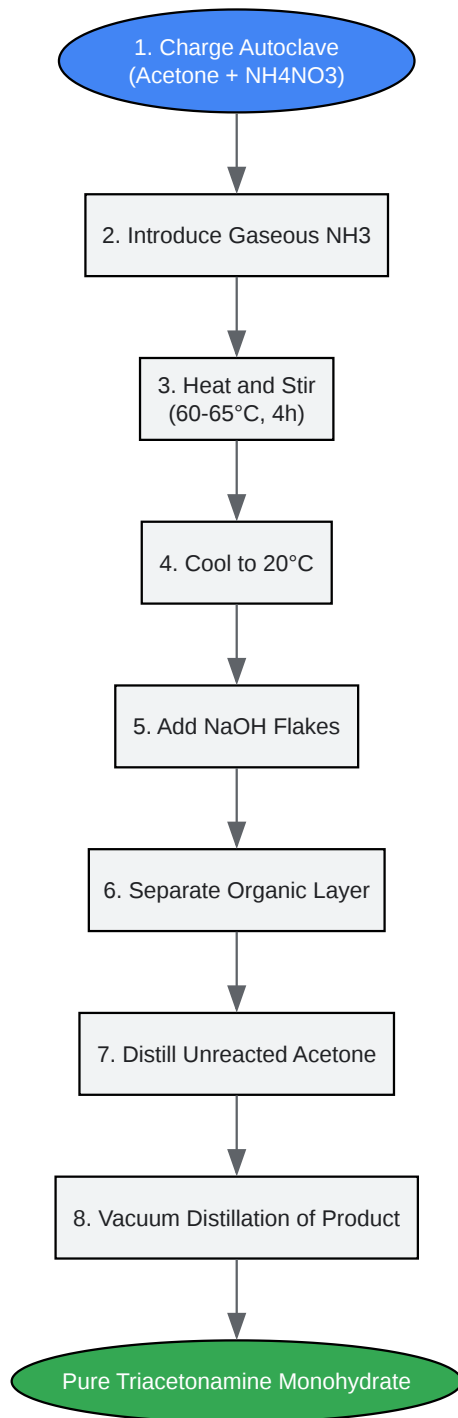 1. Charge Autoclave
(Acetone + NH4NO3)
2. Introduce Gaseous NH3
3. Heat and Stir
(60-65°C, 4h)
4. Cool to 20°C
5. Add NaOH Flakes
6. Separate Organic Layer
7. Distill Unreacted Acetone
8. Vacuum Distillation of Product
Pure Triacetonamine Monohydrate